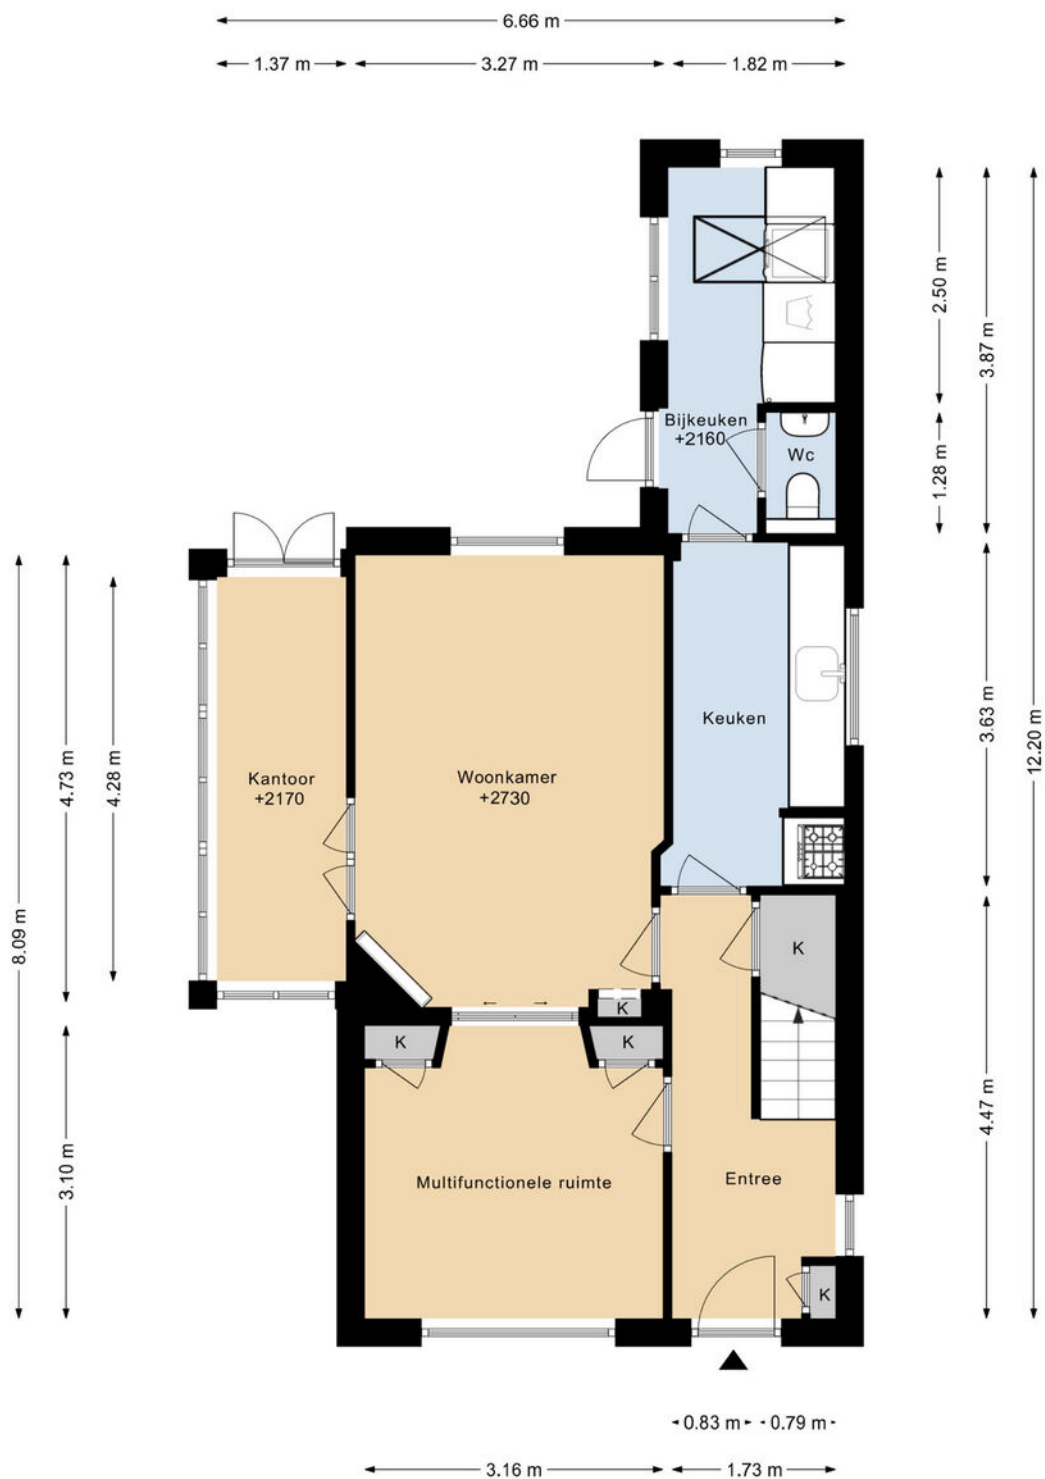 6.66 m
1.37 m
3.27 m
1.82 m
2.50 m
3.87 m
12.20 m
Bijkeuken
+2160
Wc
1.28 m
Keuken
3.63 m
Kantoor
+2170
Woonkamer
+2730
8.09 m
4.73 m
4.28 m
K
K
K
K
Multifunctionele ruimte
Entree
K
3.10 m
4.47 m
0.83 m
0.79 m
3.16 m
1.73 m